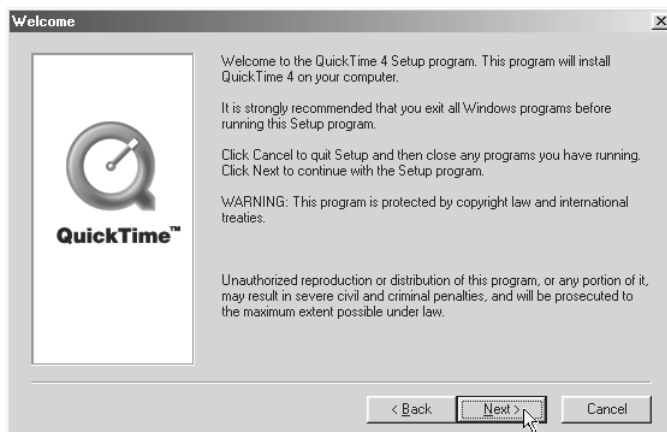 Welcome
Welcome to the QuickTime 4 Setup program. This program will install
QuickTime 4 on your computer.
It is strongly recommended that you exit all Windows programs before
running this Setup program.
Click Cancel to quit Setup and then close any programs you have running.
Click Next to continue with the Setup program.
WARNING: This program is protected by copyright law and international
treaties.
QuickTime™
Unauthorized reproduction or distribution of this program, or any portion of it,
may result in severe civil and criminal penalties, and will be prosecuted to
the maximum extent possible under law.
< Back
Next >
Cancel